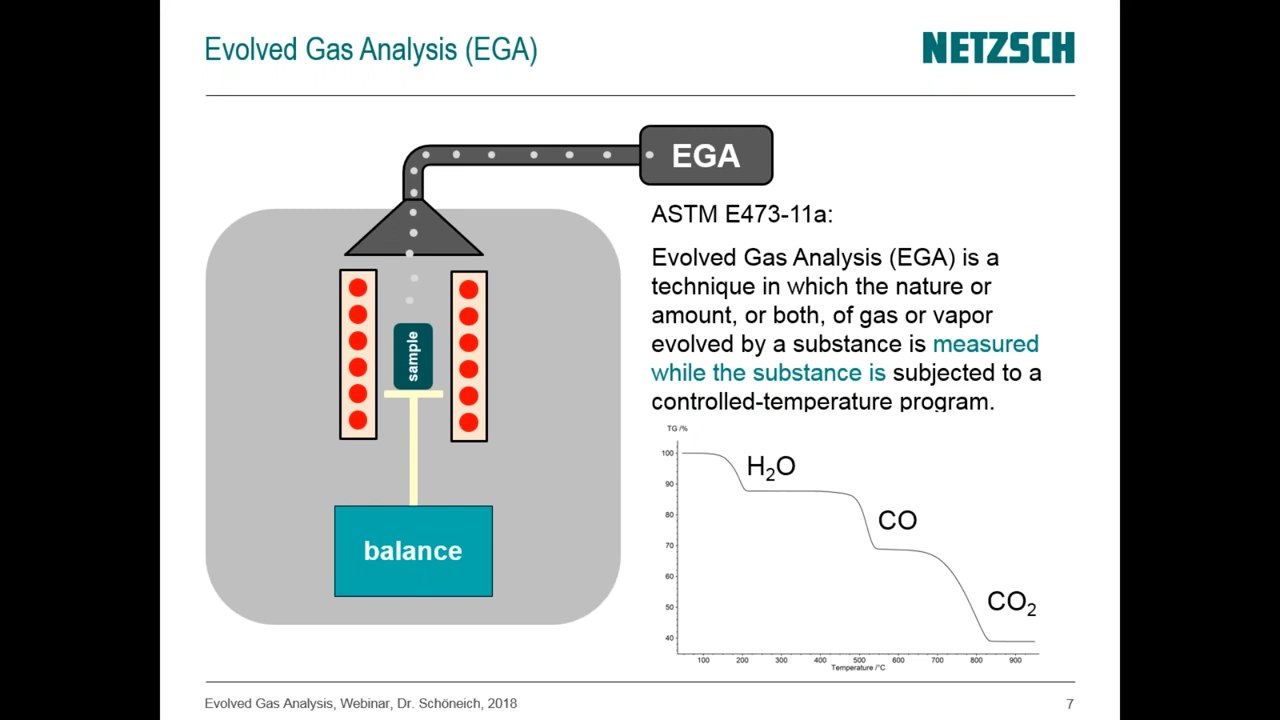 Evolved Gas Analysis (EGA)
NETZSCH
EGA
ASTM E473-11a:
Evolved Gas Analysis (EGA) is a
technique in which the nature or
amount, or both, of gas or vapor
evolved by a substance is measured
while the substance is subjected to a
controlled-temperature program.
sample
balance
TG /%
100
90
80
70
60
50
40
H₂O
CO
CO₂
100 200 300 400 500 600 700 800 900
Temperature /°C
Evolved Gas Analysis, Webinar, Dr. Schöneich, 2018
7